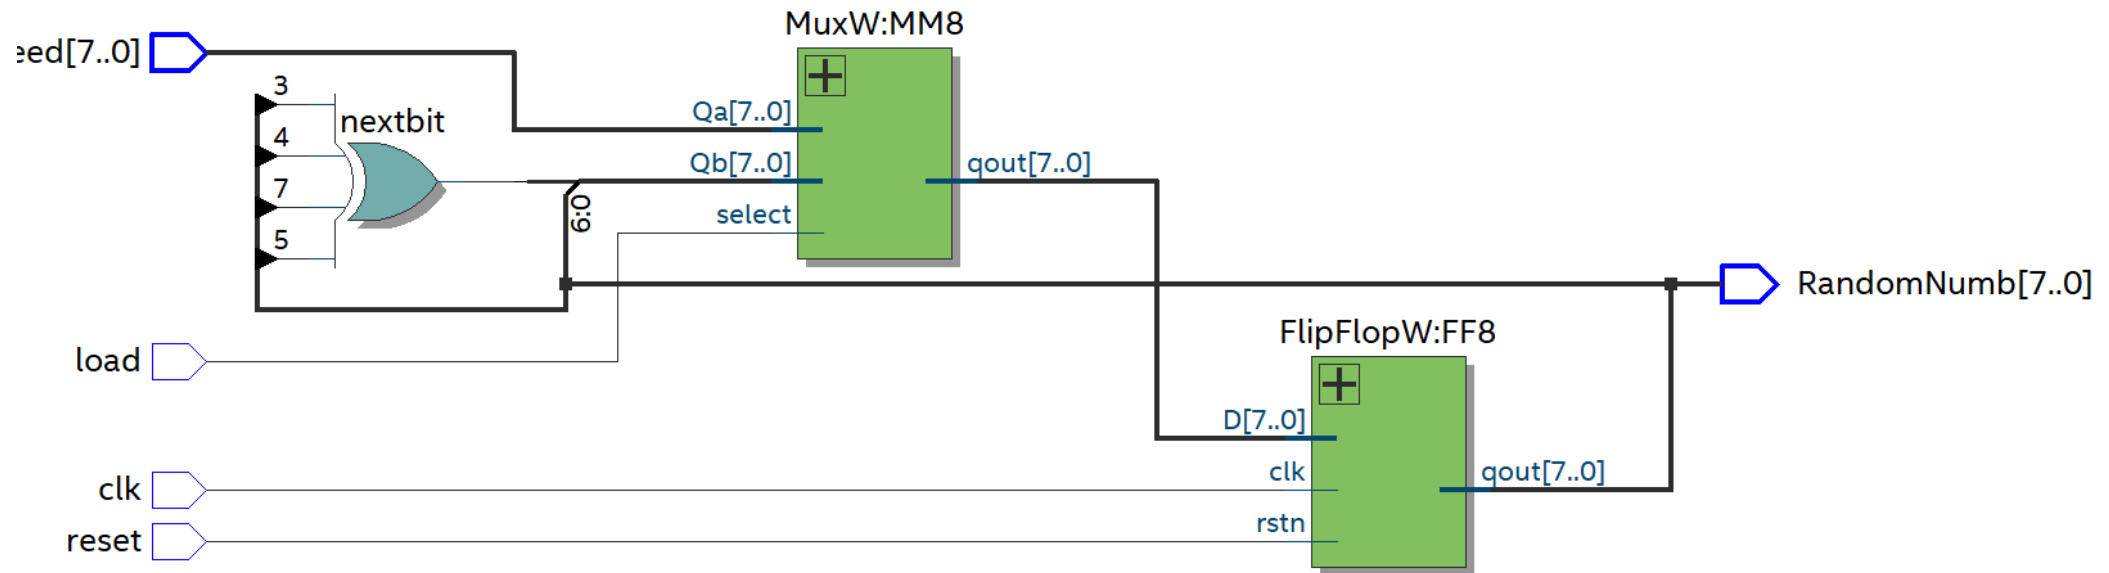 MuxW:MM8
eed[7..0]
3
nextbit
Qa[7..0]
4
Qb[7..0]
qout[7..0]
7
6:0
select
5
RandomNumb[7..0]
FlipFlopW:FF8
load
D[7..0]
clk
qout[7..0]
clk
rstn
reset